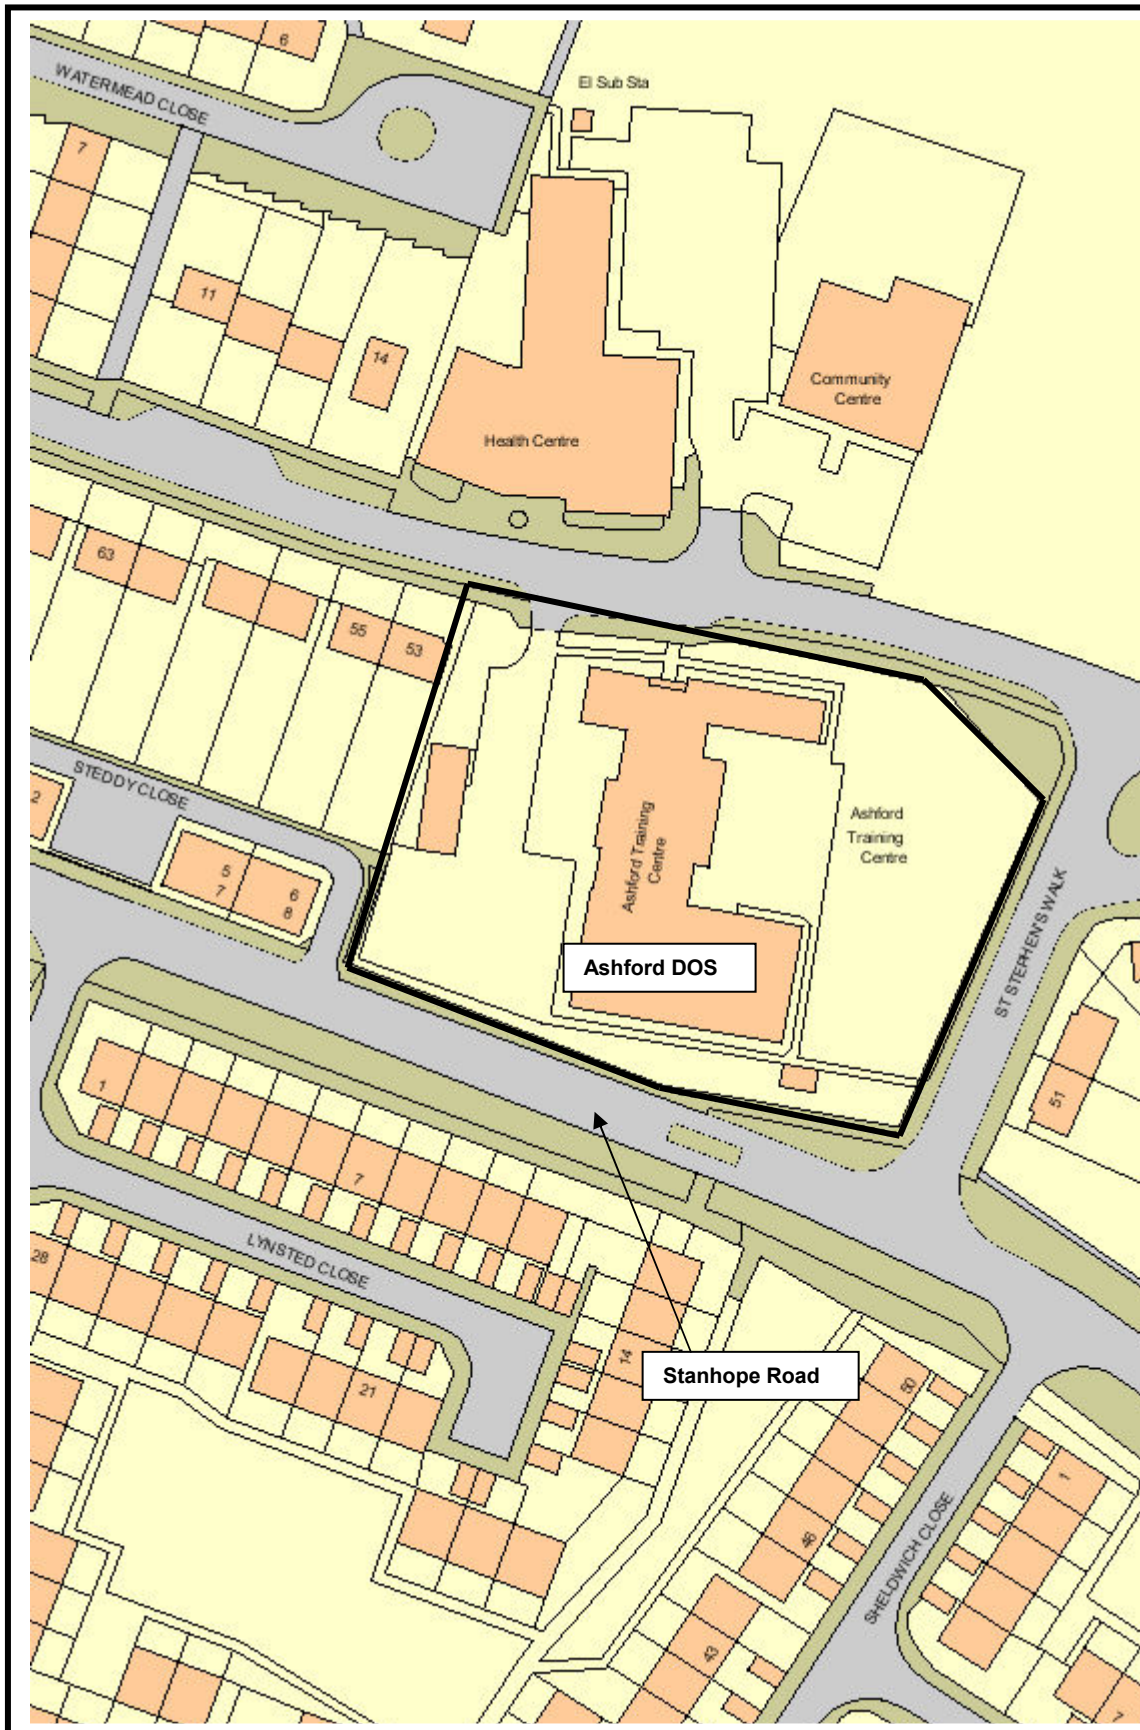 6
El Sub Sta
WATERMEAD CLOSE
7
11
14
Community
Centre
Health Centre
63
55
53
STEDDY CLOSE
2
Ashford Training
Centre
Ashford
Training
Centre
5
7
6
8
ST STEPHEN'S WALK
Ashford DOS
1
51
7
LYNSTED CLOSE
28
14
Stanhope Road
21
50
1
46
SHELDWICH CLOSE
43
7